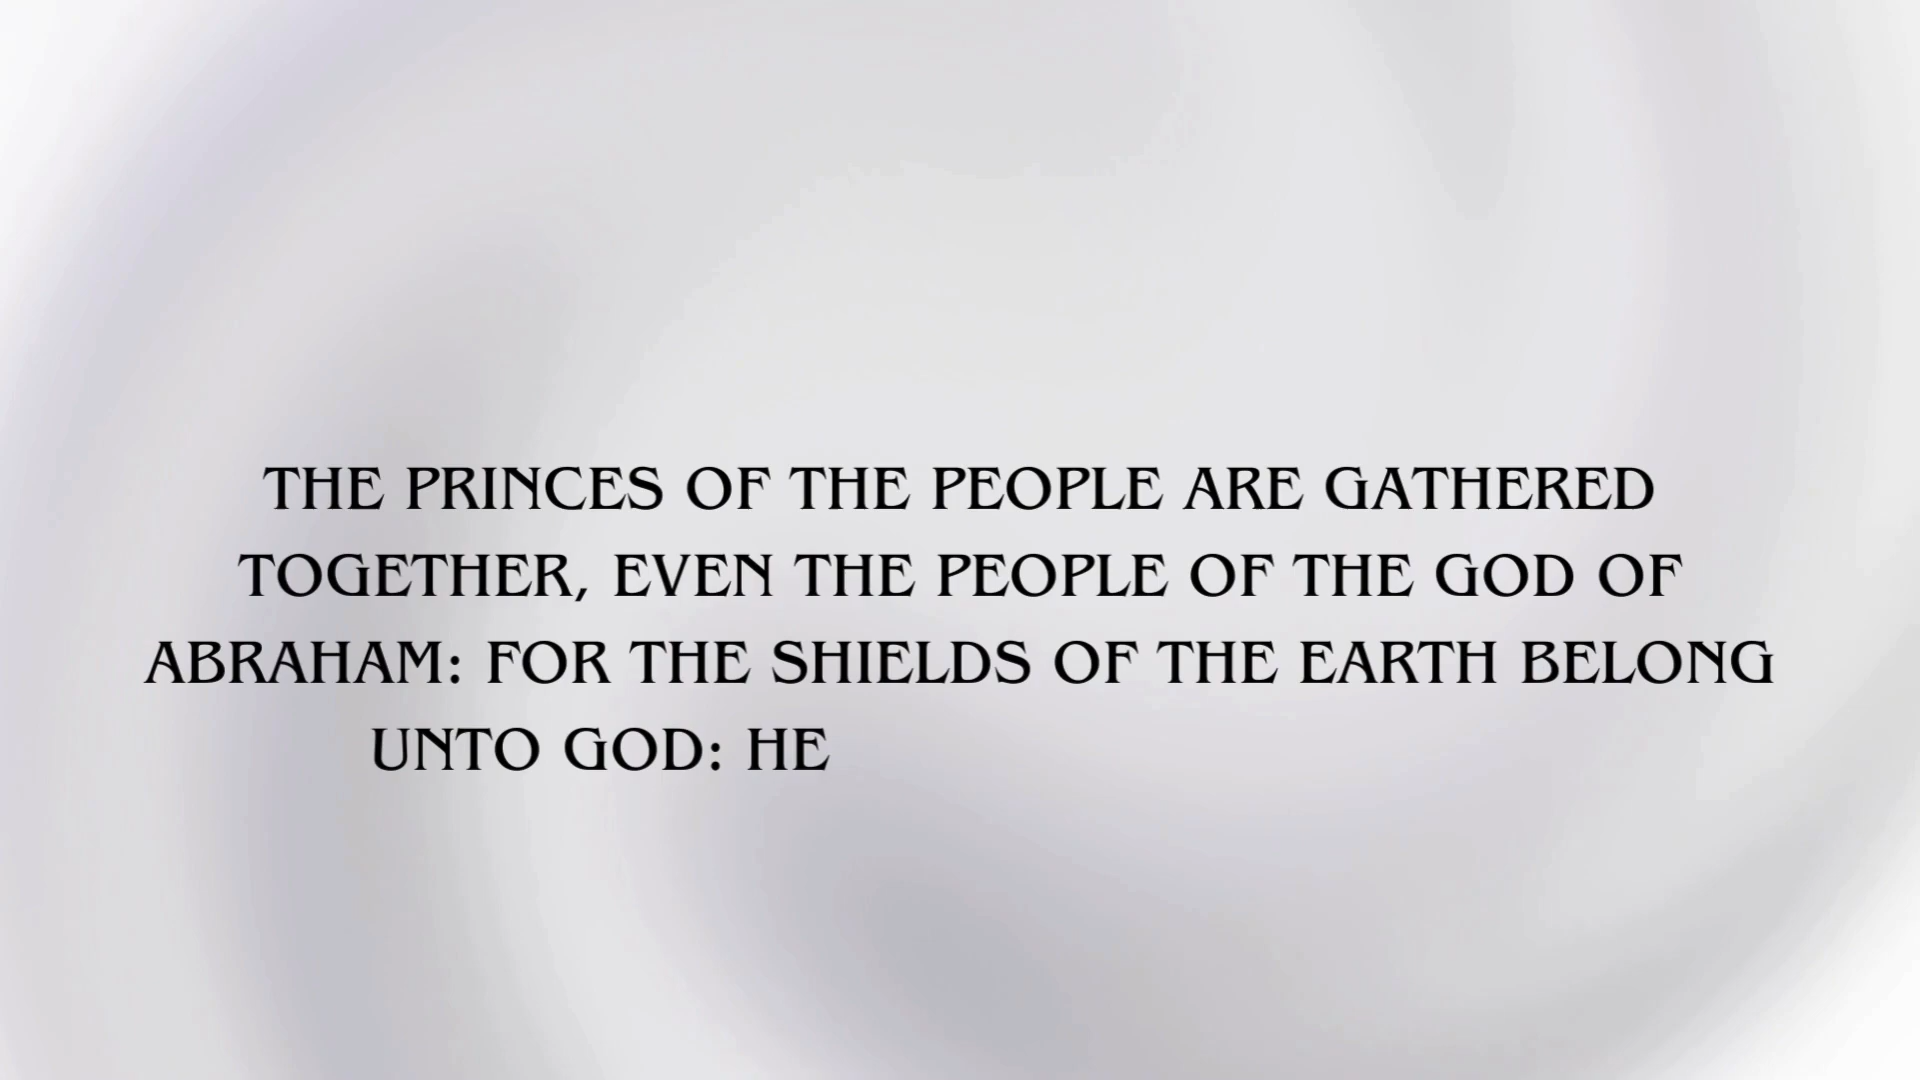 THE PRINCES OF THE PEOPLE ARE GATHERED
TOGETHER, EVEN THE PEOPLE OF THE GOD OF
ABRAHAM: FOR THE SHIELDS OF THE EARTH BELONG
UNTO GOD: HE